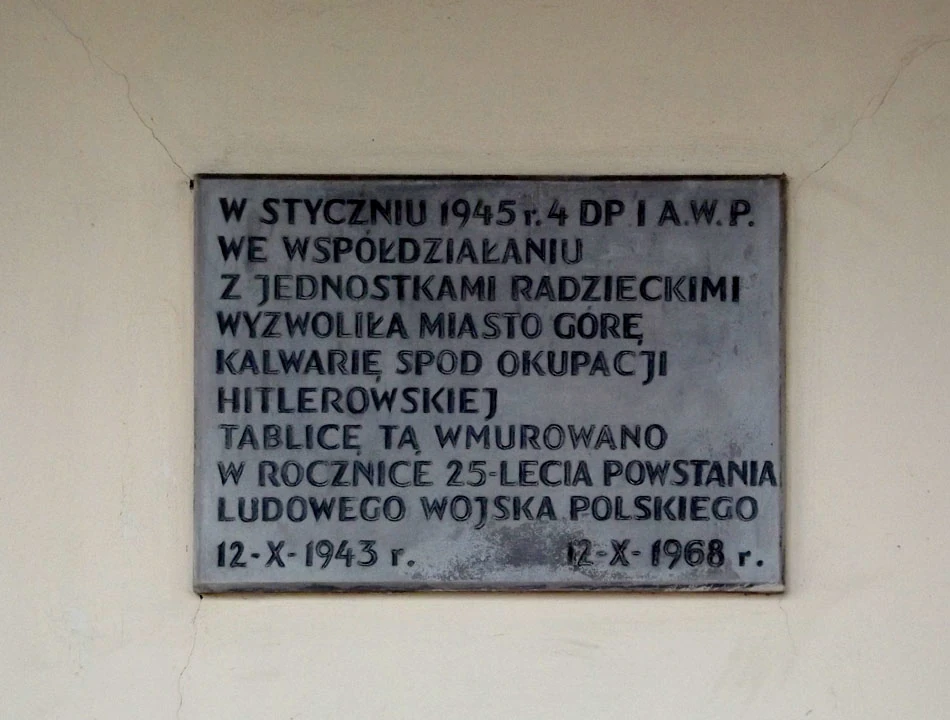 W STYCZNIU 1945 r. 4 DP I A.W.P.
WE WSPÓŁDZIAŁANIU
Z JEDNOSTKAMI RADZIECKIMI
WYZWOLIŁA MIASTO GÓRĘ
KALWARIĘ SPOD OKUPACJI
HITLEROWSKIEJ
TABLICĘ TĄ WMUROWANO
W ROCZNICE 25-LECIA POWSTANIA
LUDOWEGO WOJSKA POLSKIEGO
12-X-1943 r. 12-X-1968 r.